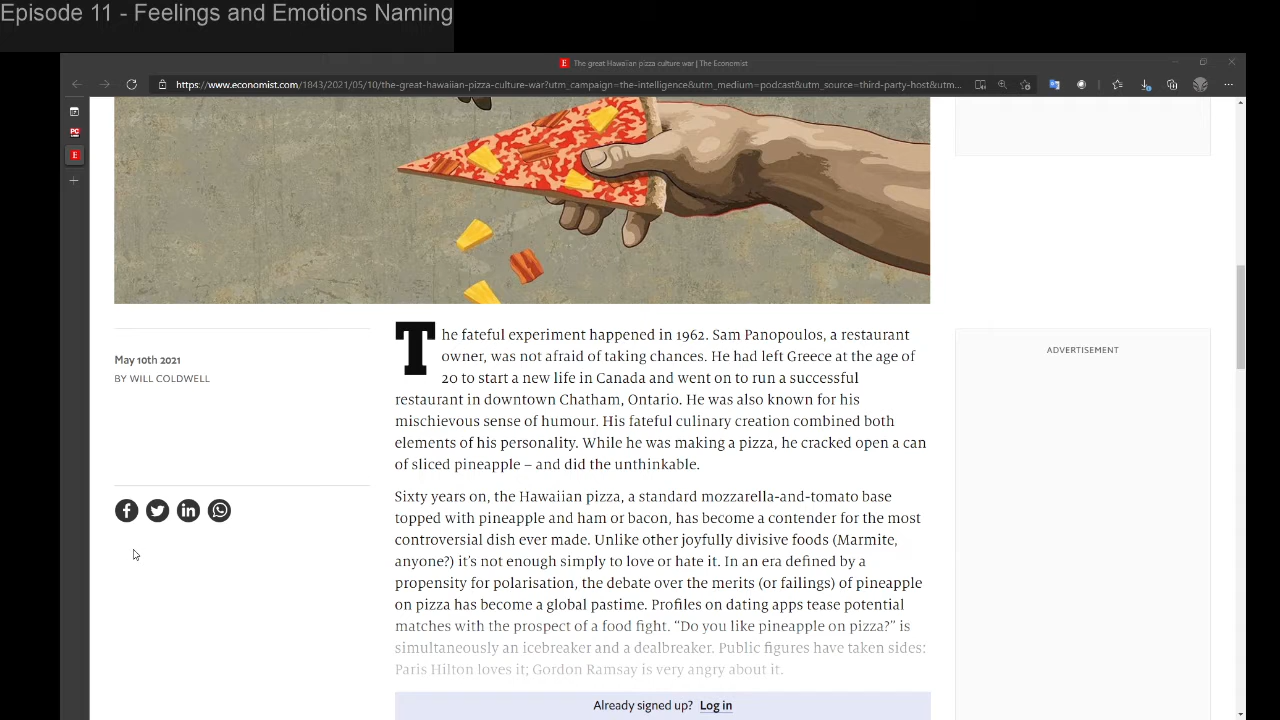 Episode 11 - Feelings and Emotions Naming
The great Hawaiian pizza culture war | The Economist
https://www.economist.com/1843/2021/05/10/the-great-hawaiian-pizza-culture-war?utm_campaign=the-intelligence&utm_medium=podcast&utm_source=third-party-host&utm...
May 10th 2021
BY WILL COLDWELL
The fateful experiment happened in 1962. Sam Panopoulos, a restaurant
owner, was not afraid of taking chances. He had left Greece at the age of
20 to start a new life in Canada and went on to run a successful
restaurant in downtown Chatham, Ontario. He was also known for his
mischievous sense of humour. His fateful culinary creation combined both
elements of his personality. While he was making a pizza, he cracked open a can
of sliced pineapple – and did the unthinkable.
Sixty years on, the Hawaiian pizza, a standard mozzarella-and-tomato base
topped with pineapple and ham or bacon, has become a contender for the most
controversial dish ever made. Unlike other joyfully divisive foods (Marmite,
anyone?) it's not enough simply to love or hate it. In an era defined by a
propensity for polarisation, the debate over the merits (or failings) of pineapple
on pizza has become a global pastime. Profiles on dating apps tease potential
matches with the prospect of a food fight. “Do you like pineapple on pizza?” is
simultaneously an icebreaker and a dealbreaker. Public figures have taken sides:
Paris Hilton loves it; Gordon Ramsay is very angry about it.
Already signed up? Log in
ADVERTISEMENT